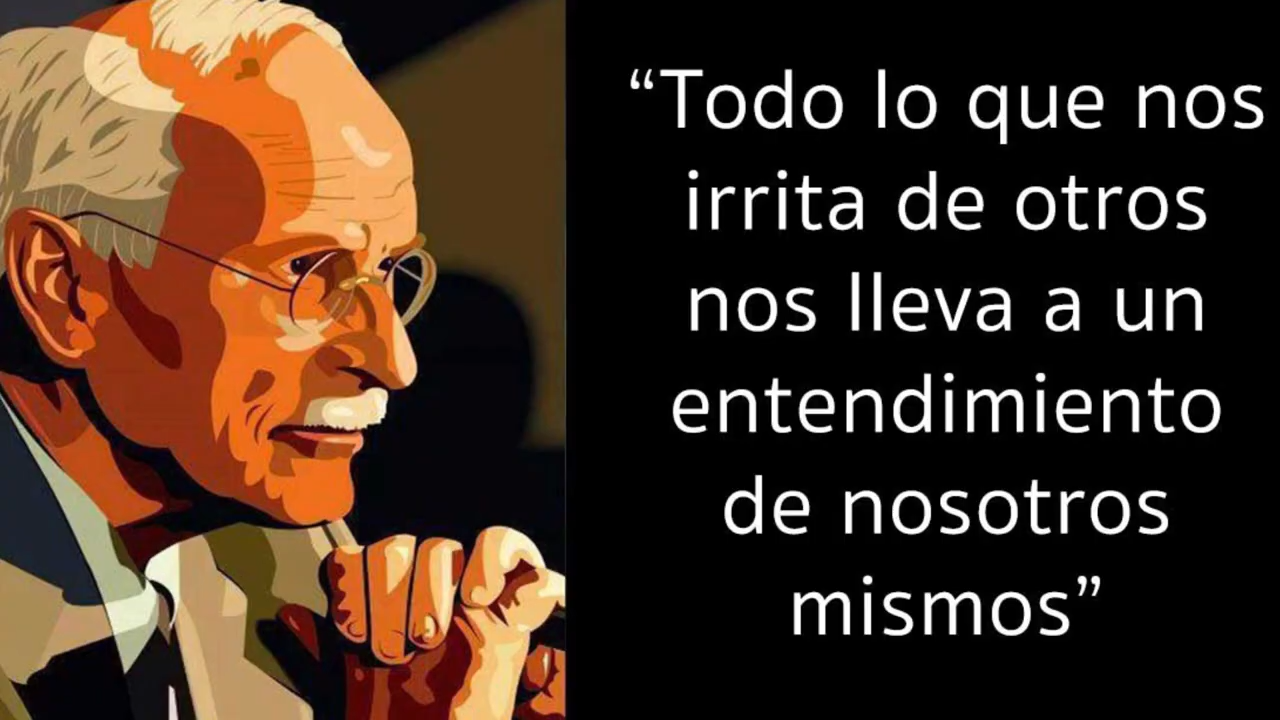 “Todo lo que nos
irrita de otros
nos lleva a un
entendimiento
de nosotros
mismos”